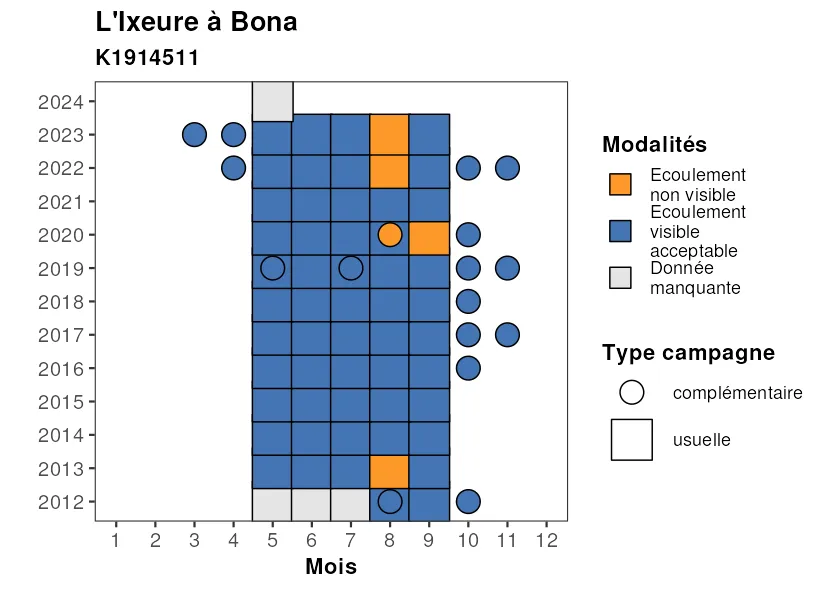 L'Ixeure à Bona
K1914511
2024
2023
2022
2021
2020
2019
2018
2017
2016
2015
2014
2013
2012
1 2 3 4 5 6 7 8 9 10 11 12
Mois
Modalités
Ecoulement
non visible
Ecoulement
visible
acceptable
Donnée
manquante
Type campagne
complémentaire
usuelle